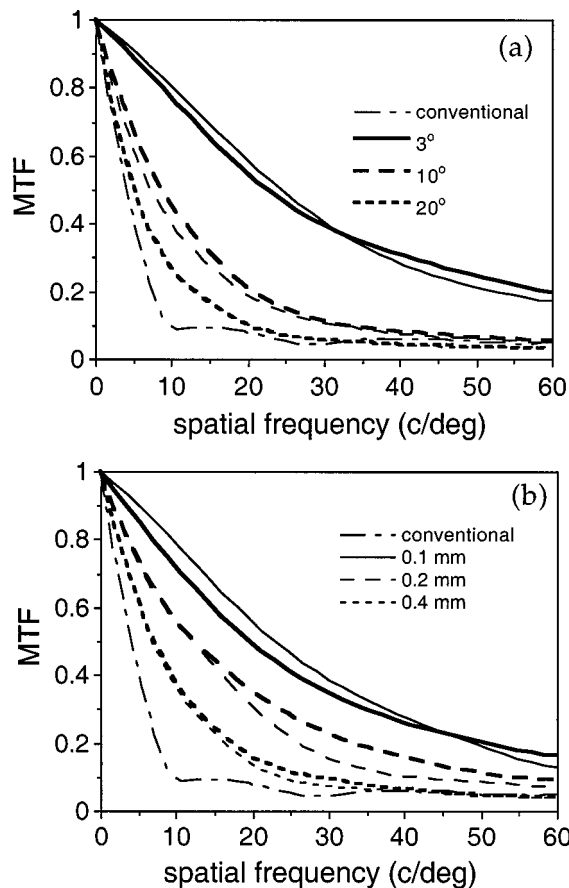 (a)
1
0.8
0.6
0.4
0.2
0
MTF
conventional
3°
10°
20°
0 10 20 30 40 50 60
spatial frequency (c/deg)
(b)
1
0.8
0.6
0.4
0.2
0
MTF
conventional
0.1 mm
0.2 mm
0.4 mm
0 10 20 30 40 50 60
spatial frequency (c/deg)